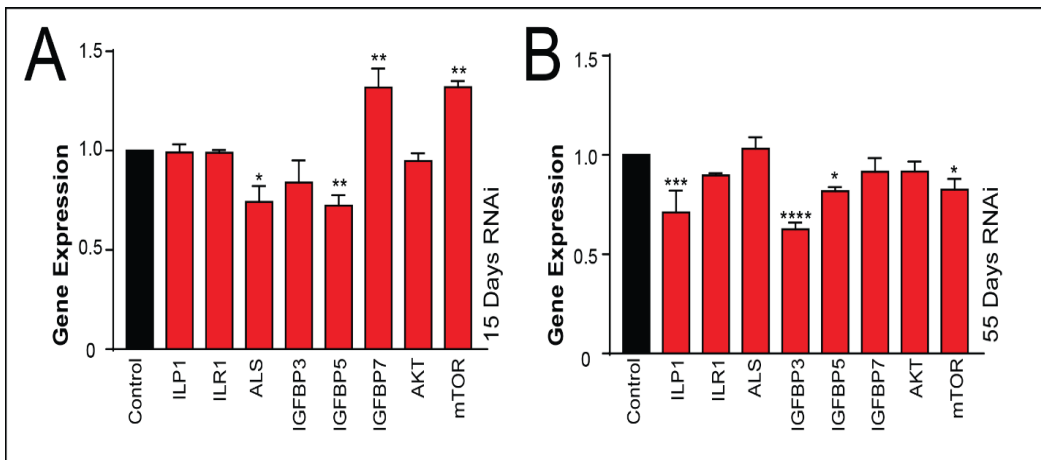 A
Gene Expression
1.5
1.0
0.5
0
*
**
**
**
Control
ILP1
ILR1
ALS
IGFBP3
IGFBP5
IGFBP7
AKT
mTOR
15 Days RNAi
B
Gene Expression
1.5
1.0
0.5
0
***
****
*
*
Control
ILP1
ILR1
ALS
IGFBP3
IGFBP5
IGFBP7
AKT
mTOR
55 Days RNAi